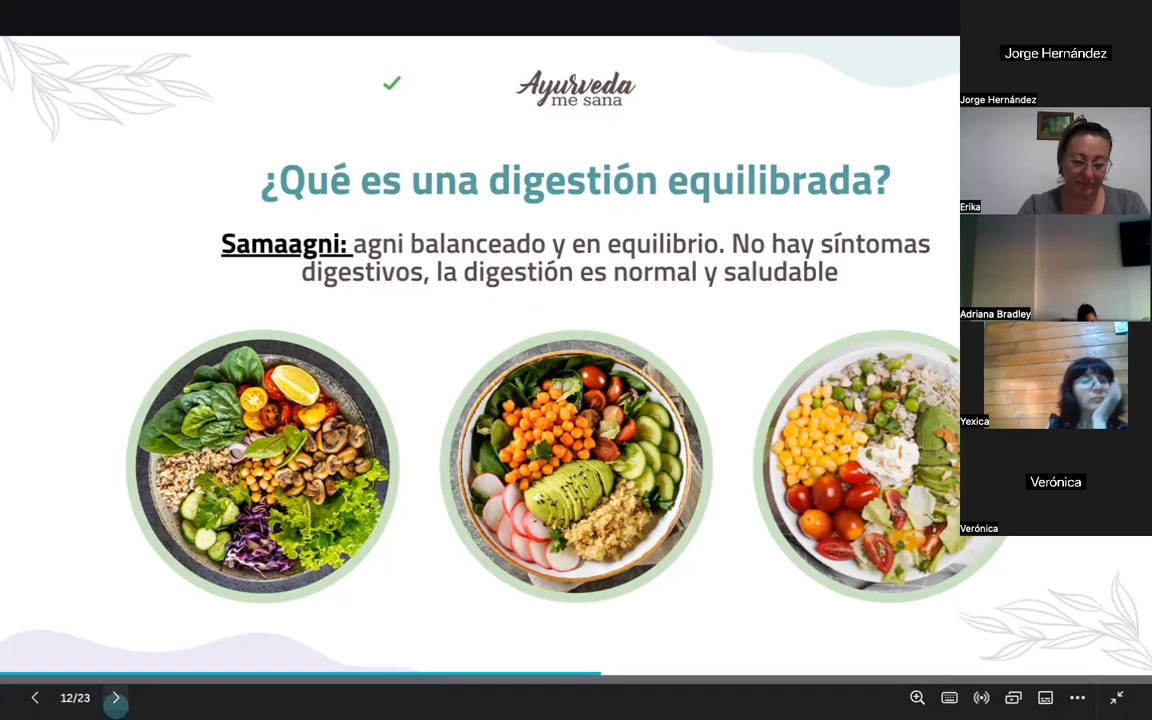 Ayurveda
me sana
¿Qué es una digestión equilibrada?
Samaagni: agni balanceado y en equilibrio. No hay síntomas
digestivos, la digestión es normal y saludable
12/23
Jorge Hernández
Jorge Hernández
Erika
Adriana Bradley
Yexica
Verónica
Verónica